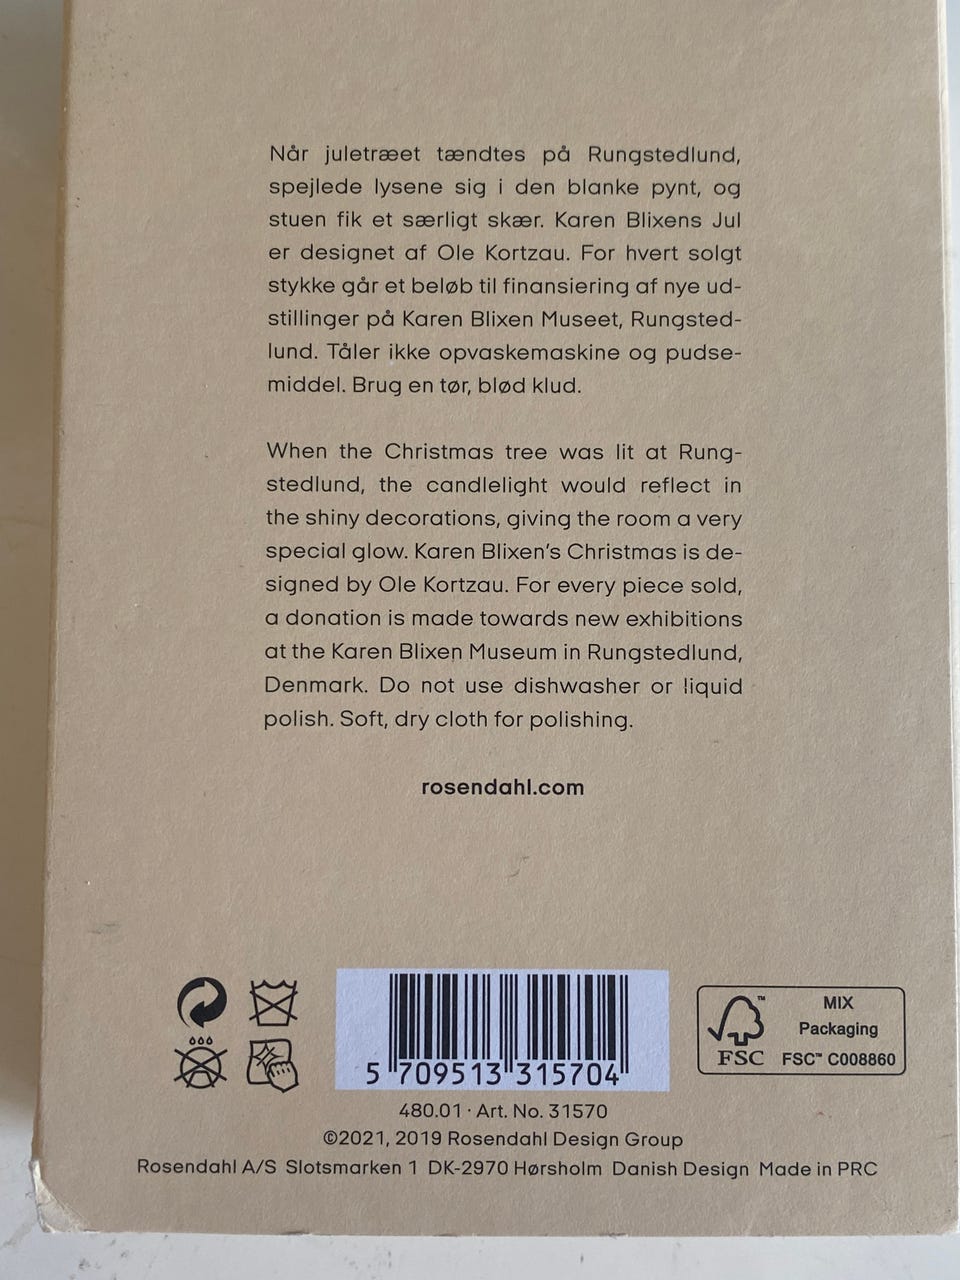 Når juletræet tændtes på Rungstedlund,
spejlede lysene sig i den blanke pynt, og
stuen fik et særligt skær. Karen Blixens Jul
er designet af Ole Kortzau. For hvert solgt
stykke går et beløb til finansiering af nye ud-
stillinger på Karen Blixen Museet, Rungsted-
lund. Tåler ikke opvaskemaskine og pudse-
middel. Brug en tør, blød klud.
When the Christmas tree was lit at Rung-
stedlund, the candlelight would reflect in
the shiny decorations, giving the room a very
special glow. Karen Blixen's Christmas is de-
signed by Ole Kortzau. For every piece sold,
a donation is made towards new exhibitions
at the Karen Blixen Museum in Rungstedlund,
Denmark. Do not use dishwasher or liquid
polish. Soft, dry cloth for polishing.
rosendahl.com
5 709513 315704
™ MIX
Packaging
FSC FSC™ C008860
480.01 · Art. No. 31570
©2021, 2019 Rosendahl Design Group
Rosendahl A/S Slotsmarken 1 DK-2970 Hørsholm Danish Design Made in PRC